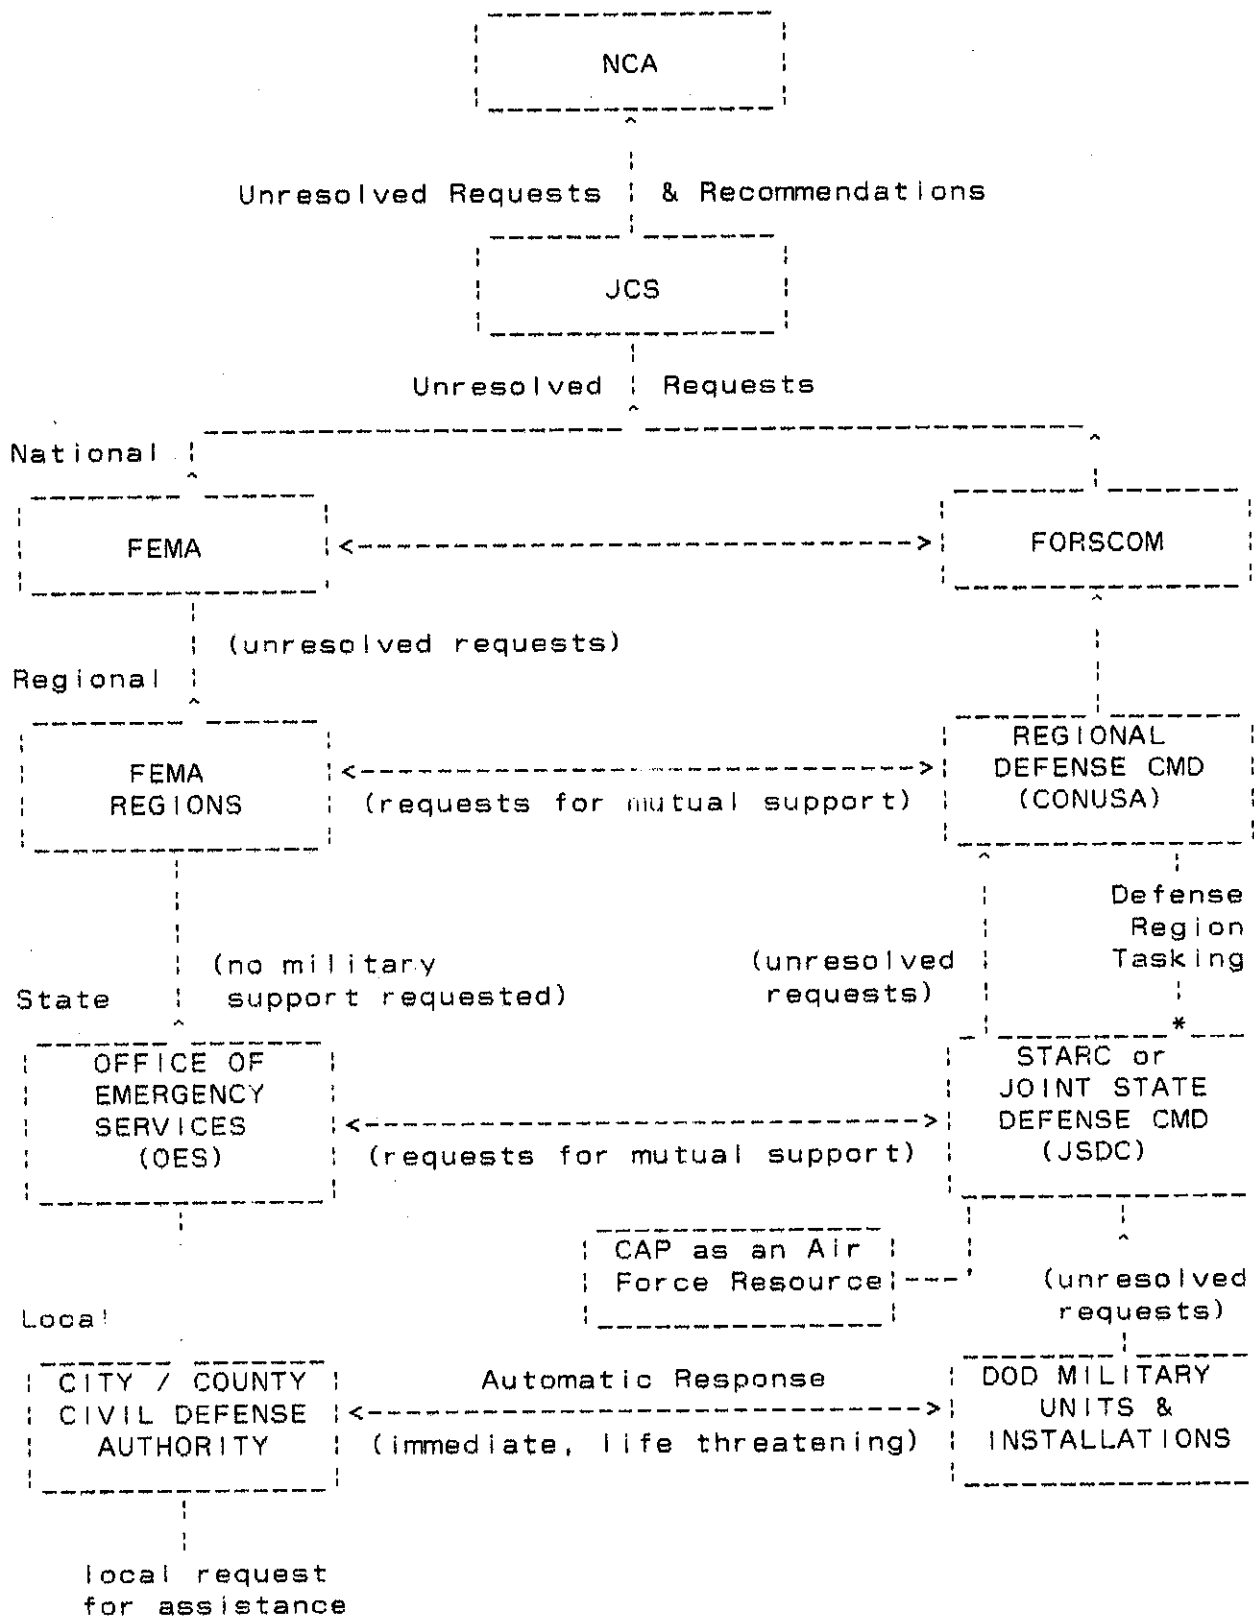 NCA
Unresolved Requests & Recommendations
JCS
Unresolved Requests
National
FEMA
FORSCOM
(unresolved requests)
Regional
FEMA
REGIONS
(requests for mutual support)
REGIONAL
DEFENSE CMD
(CONUSA)
Defense
Region
Tasking
(no military
support requested)
(unresolved
requests)
State
*
OFFICE OF
EMERGENCY
SERVICES
(OES)
(requests for mutual support)
STARC or
JOINT STATE
DEFENSE CMD
(JSDC)
CAP as an Air
Force Resource
(unresolved
requests)
Local
CITY / COUNTY
CIVIL DEFENSE
AUTHORITY
Automatic Response
(immediate, life threatening)
DOD MILITARY
UNITS &
INSTALLATIONS
local request
for assistance